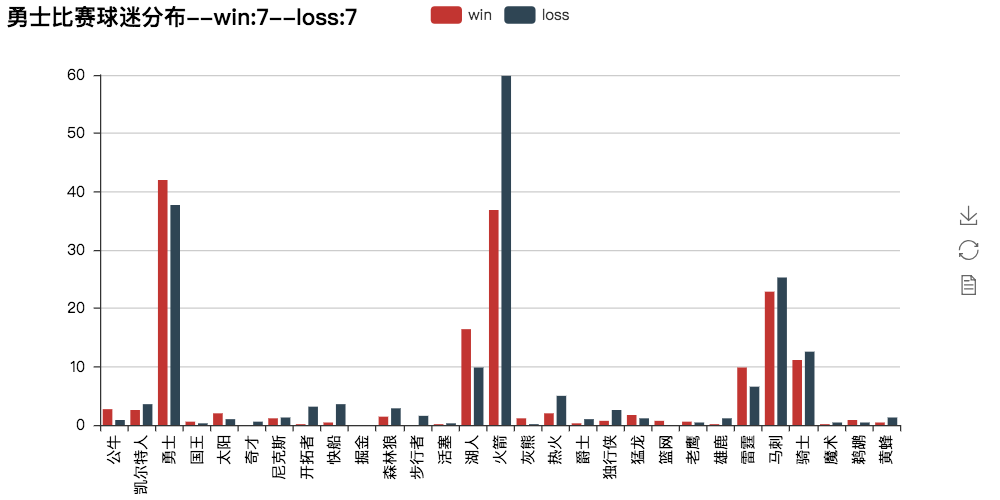 勇士比赛球迷分布--win:7--loss:7
win
loss
60
50
40
30
20
10
0
公牛
凯尔特人
勇士
国王
太阳
奇才
尼克斯
开拓者
快船
掘金
森林狼
步行者
活塞
湖人
火箭
灰熊
热火
爵士
独行侠
猛龙
篮网
老鹰
雄鹿
雷霆
马刺
骑士
魔术
鹈鹕
黄蜂